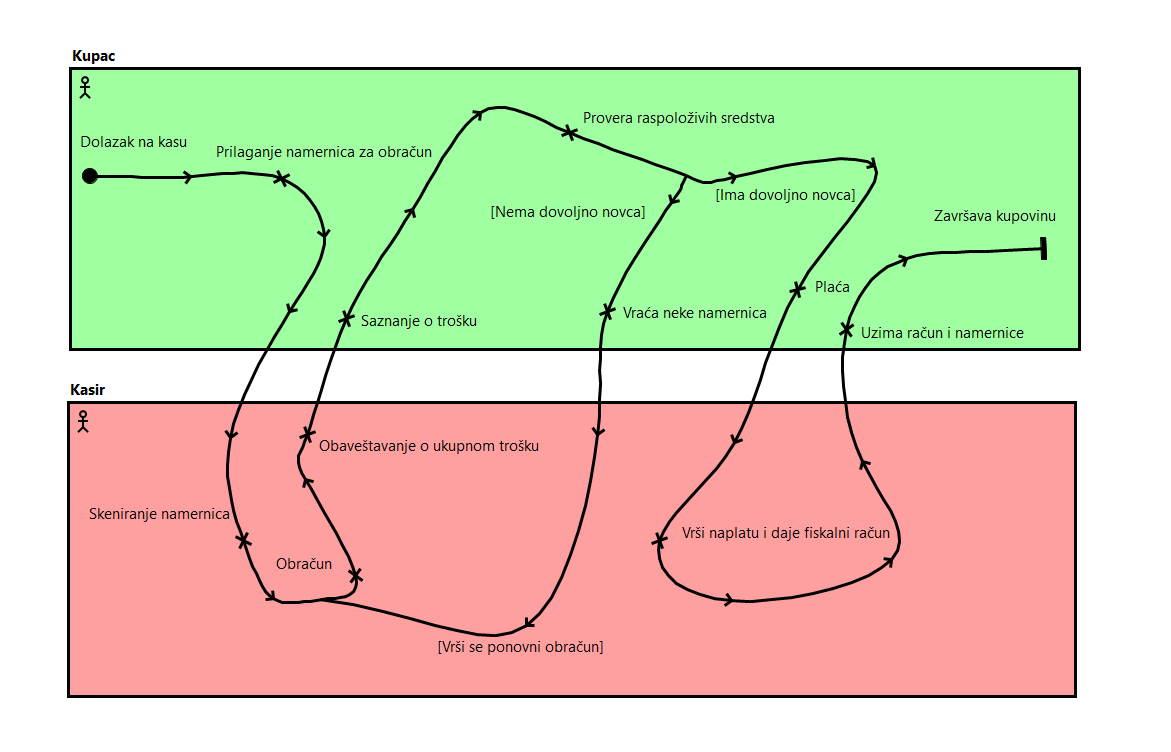 Kupac
Dolazak na kasu
Prilaganje namernica za obračun
Provera raspoloživih sredstva
[Nema dovoljno novca]
[Ima dovoljno novca]
Završava kupovinu
Saznanje o trošku
Vraća neke namernica
Plaća
Uzima račun i namernice
Kasir
Obaveštavanje o ukupnom trošku
Skeniranje namernica
Obračun
Vrši naplatu i daje fiskalni račun
[Vrši se ponovni obračun]